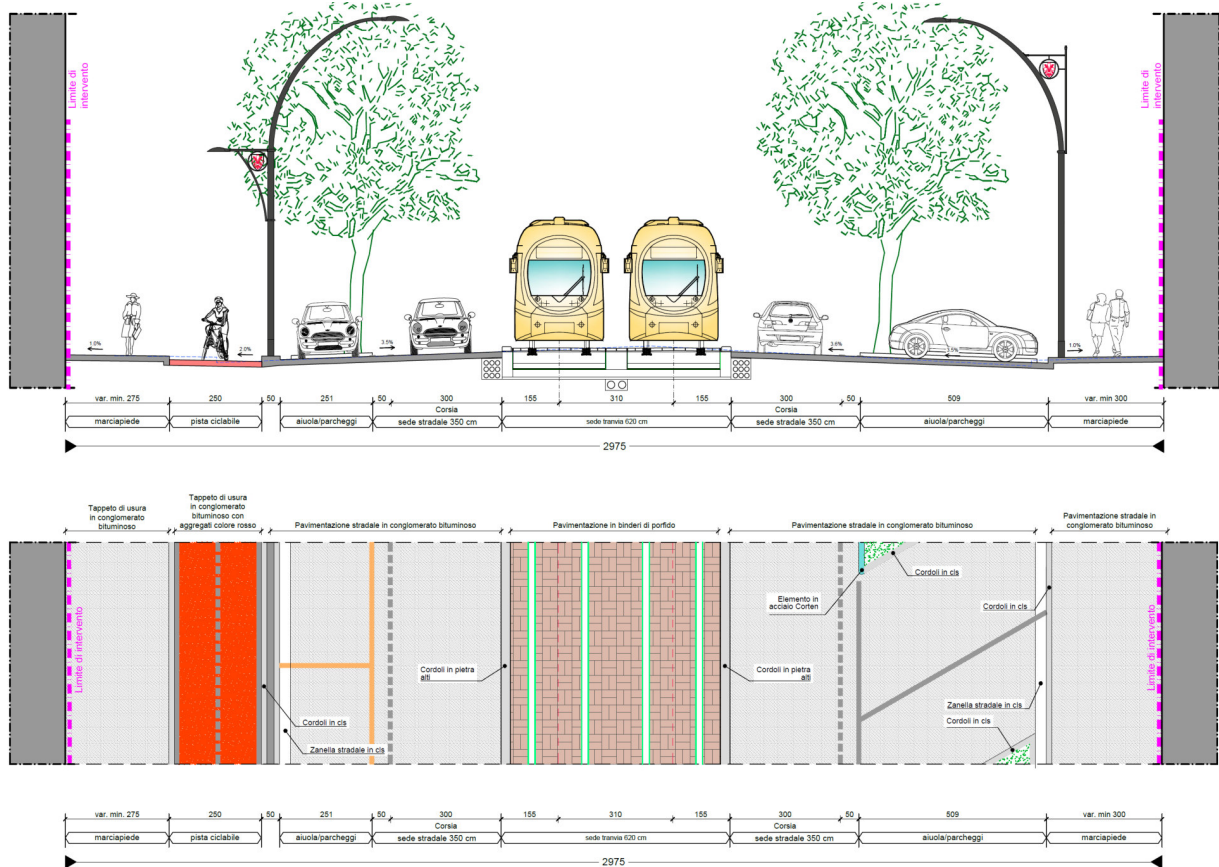 Limite di
intervento
Limite di
intervento
1.0%
2.0%
3.5%
3.5%
1.0%
var. min. 275
250
50
251
50
300
155
310
155
300
50
509
var. min 300
Corsia
Corsia
marciapiede
pista ciclabile
aiuola/parcheggi
sede stradale 350 cm
sede tranvia 620 cm
sede stradale 350 cm
aiuola/parcheggi
marciapiede
2975
Tappeto di usura
in conglomerato
bituminoso
Tappeto di usura
in conglomerato
bituminoso con
aggregati colore rosso
Pavimentazione stradale in conglomerato bituminoso
Pavimentazione in binderi di porfido
Pavimentazione stradale in conglomerato bituminoso
Pavimentazione stradale in
conglomerato bituminoso
Limite di intervento
Cordoli in cls
Zanella stradale in cls
Cordoli in pietra
alti
Cordoli in pietra
alti
Elemento in
acciaio Corten
Cordoli in cls
Cordoli in cls
Zanella stradale in cls
Cordoli in cls
Limite di intervento
var. min. 275
250
50
251
50
300
155
310
155
300
50
509
var. min 300
Corsia
Corsia
marciapiede
pista ciclabile
aiuola/parcheggi
sede stradale 350 cm
sede tranvia 620 cm
sede stradale 350 cm
aiuola/parcheggi
marciapiede
2975